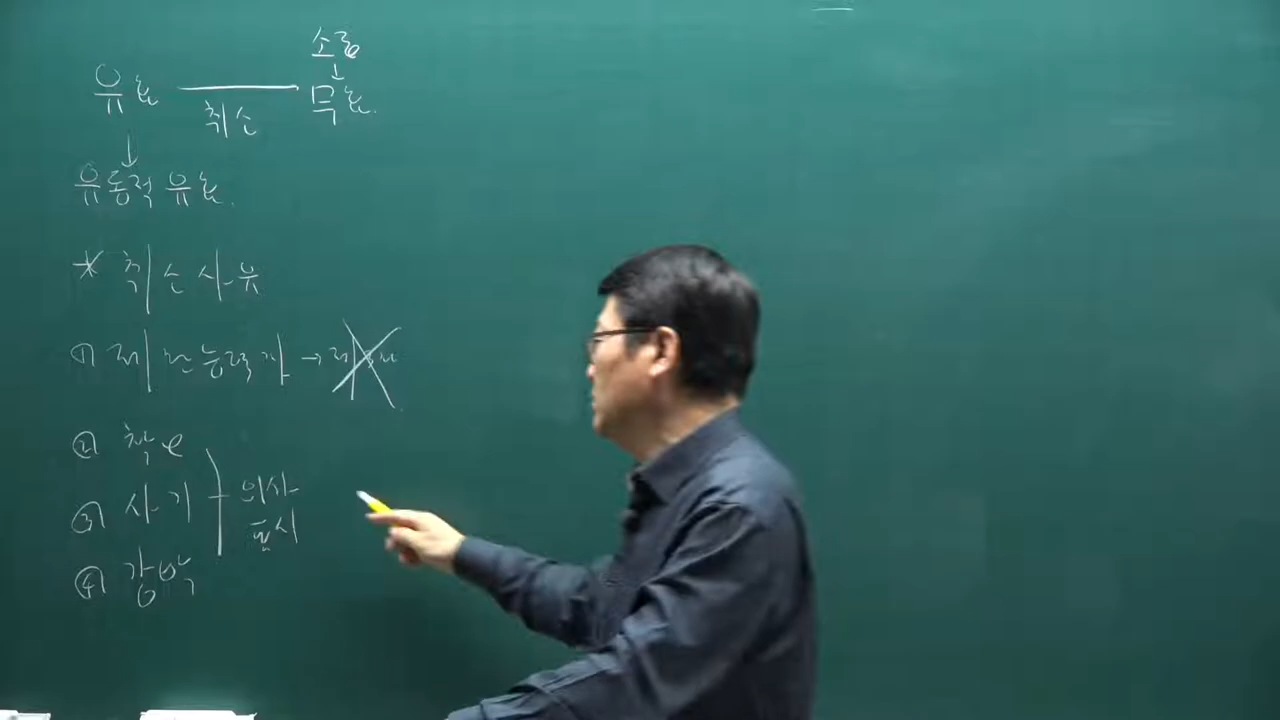 소급
↓
유효 ─ 무효.
취소
↓
유동적 유효.
* 취소사유
① 제한능력자 →
② 착오
③ 사기 의사
표시
④ 강박